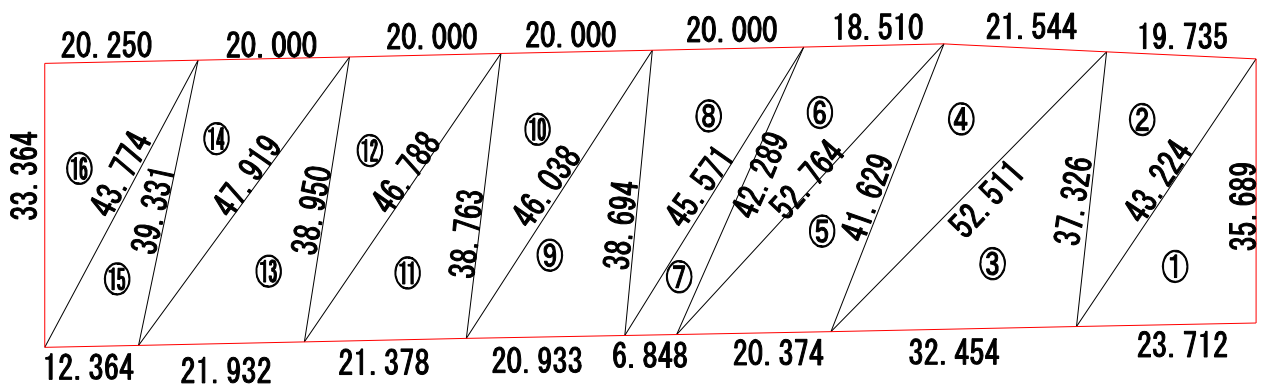 20.250 20.000 20.000 20.000 20.000 18.510 21.544 19.735
33.364 ⑯ 43.774 39.331 ⑭ 47.919 38.950 ⑫ 46.788 38.763 ⑩ 46.038 38.694 ⑧ 45.571 42.289 ⑥ 52.764 41.629 ④ 52.511 37.326 ② 43.224 35.689
⑮ ⑬ ⑪ ⑨ ⑦ ⑤ ③ ①
12.364 21.932 21.378 20.933 6.848 20.374 32.454 23.712